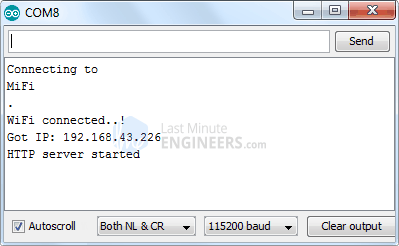 COM8
Send
Connecting to
MiFi
.
WiFi connected..!
Got IP: 192.168.43.226
HTTP server started
Last Minute
ENGINEERS.com
Autoscroll
Both NL & CR
115200 baud
Clear output